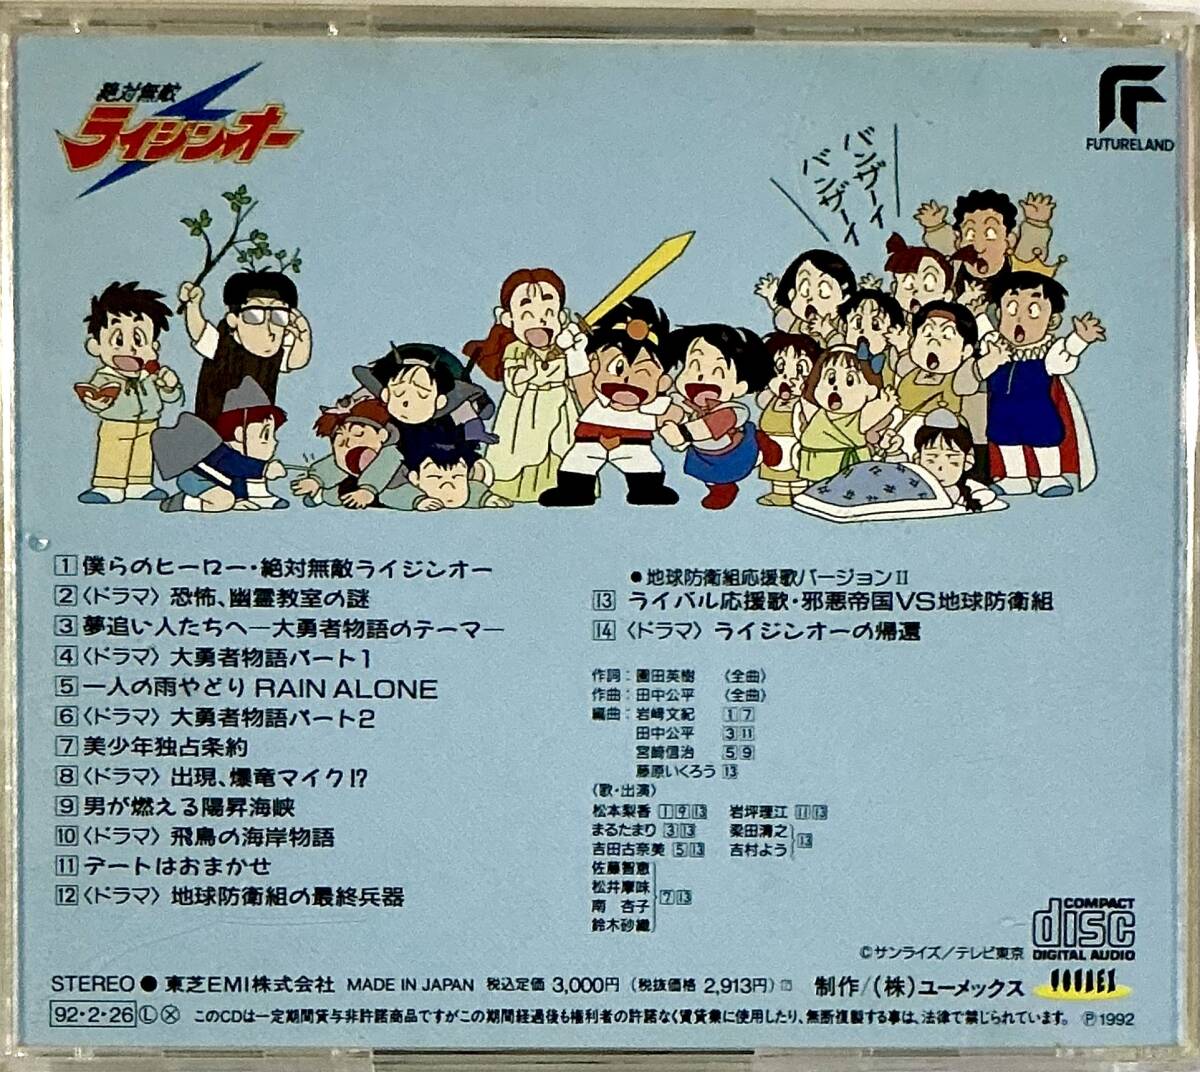 絶対無敵
ライジンオー
FUTURELAND
バンザーイ
バンザーイ
1 僕らのヒーロー・絶対無敵ライジンオー
2 〈ドラマ〉 恐怖、幽霊教室の謎
3 夢追い人たちへ―大勇者物語のテーマ―
4 〈ドラマ〉 大勇者物語パート1
5 一人の雨やどり RAIN ALONE
6 〈ドラマ〉 大勇者物語パート2
7 美少年独占条約
8 〈ドラマ〉 出現、爆竜マイク!?
9 男が燃える陽昇海峡
10 〈ドラマ〉 飛鳥の海岸物語
11 デートはおまかせ
12 〈ドラマ〉 地球防衛組の最終兵器
●地球防衛組応援歌バージョンII
13 ライバル応援歌・邪悪帝国VS地球防衛組
14 〈ドラマ〉 ライジンオーの帰還
作詞：園田英樹 〈全曲〉
作曲：田中公平 〈全曲〉
編曲：岩崎文紀 1 7
田中公平 3 11
宮崎信治 5 9
藤原いくろう 13
〈歌・出演〉
松本梨香 1 9 13 岩坪理江 11 13
まるたまり 3 13 梁田清之
吉田古奈美 5 13 吉村よう 13
佐藤智恵
松井摩味
南 杏子 7 13
鈴木砂織
COMPACT
disc
DIGITAL AUDIO
©サンライズ／テレビ東京
STEREO ● 東芝EMI株式会社 MADE IN JAPAN 税込定価 3,000円 (税抜価格 2,913円) 制作／(株)ユーメックス
92・2・26 L X このCDは一定期間貸与非許諾商品ですがこの期間経過後も権利者の許諾なく賃貸業に使用したり、無断複製する事は、法律で禁じられています。 Ⓟ1992